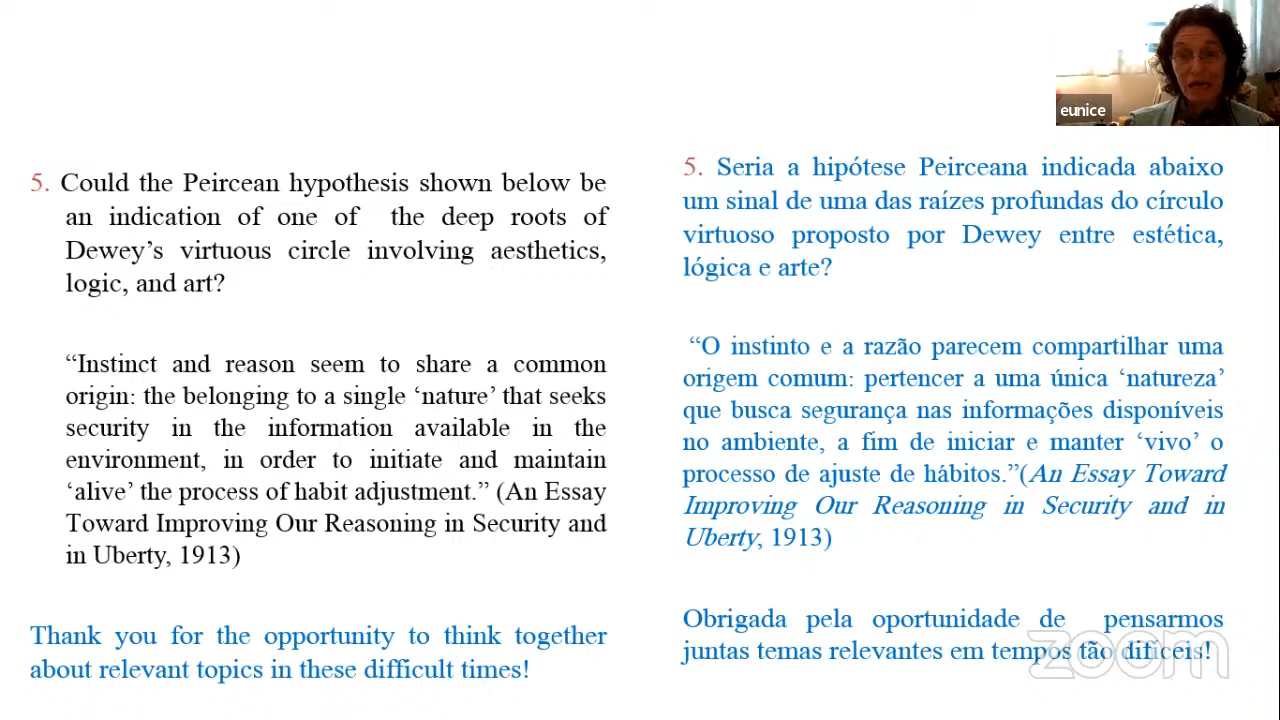 eunice
5. Could the Peircean hypothesis shown below be
an indication of one of the deep roots of
Dewey’s virtuous circle involving aesthetics,
logic, and art?
“Instinct and reason seem to share a common
origin: the belonging to a single ‘nature’ that seeks
security in the information available in the
environment, in order to initiate and maintain
‘alive’ the process of habit adjustment.” (An Essay
Toward Improving Our Reasoning in Security and
in Uberty, 1913)
Thank you for the opportunity to think together
about relevant topics in these difficult times!
5. Seria a hipótese Peirceana indicada abaixo
um sinal de uma das raízes profundas do círculo
virtuoso proposto por Dewey entre estética,
lógica e arte?
“O instinto e a razão parecem compartilhar uma
origem comum: pertencer a uma única ‘natureza’
que busca segurança nas informações disponíveis
no ambiente, a fim de iniciar e manter ‘vivo’ o
processo de ajuste de hábitos.”(An Essay Toward
Improving Our Reasoning in Security and in
Uberty, 1913)
Obrigada pela oportunidade de pensarmos
juntas temas relevantes em tempos tão difíceis!
zoom